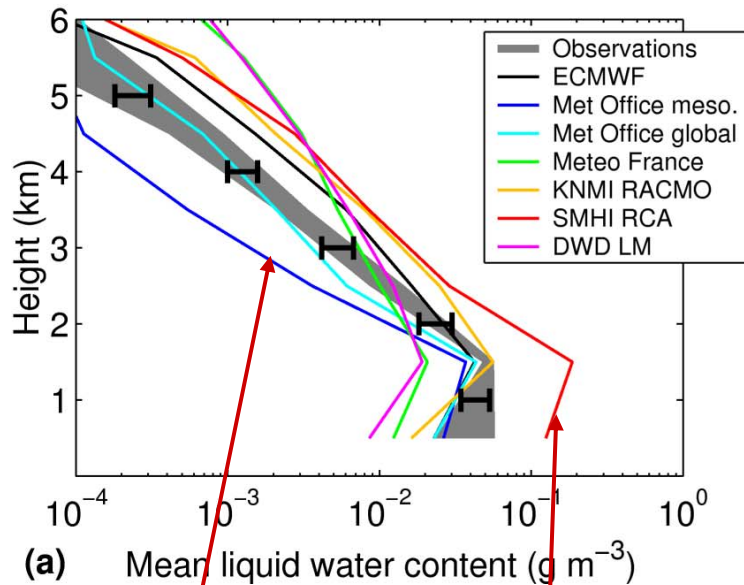 6
5
4
3
2
1
Height (km)
Observations
ECMWF
Met Office meso.
Met Office global
Meteo France
KNMI RACMO
SMHI RCA
DWD LM
10⁻⁴ 10⁻³ 10⁻² 10⁻¹ 10⁰
(a) Mean liquid water content (g m⁻³)